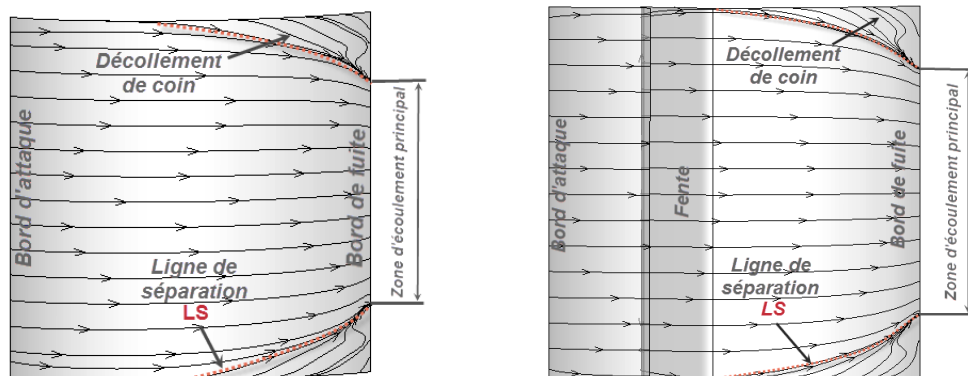 Décollement
de coin
Bord d'attaque
Bord de fuite
Zone d'écoulement principal
Ligne de
séparation
LS
Décollement
de coin
Bord d'attaque
Fente
Bord de fuite
Zone d'écoulement principal
Ligne de
séparation
LS